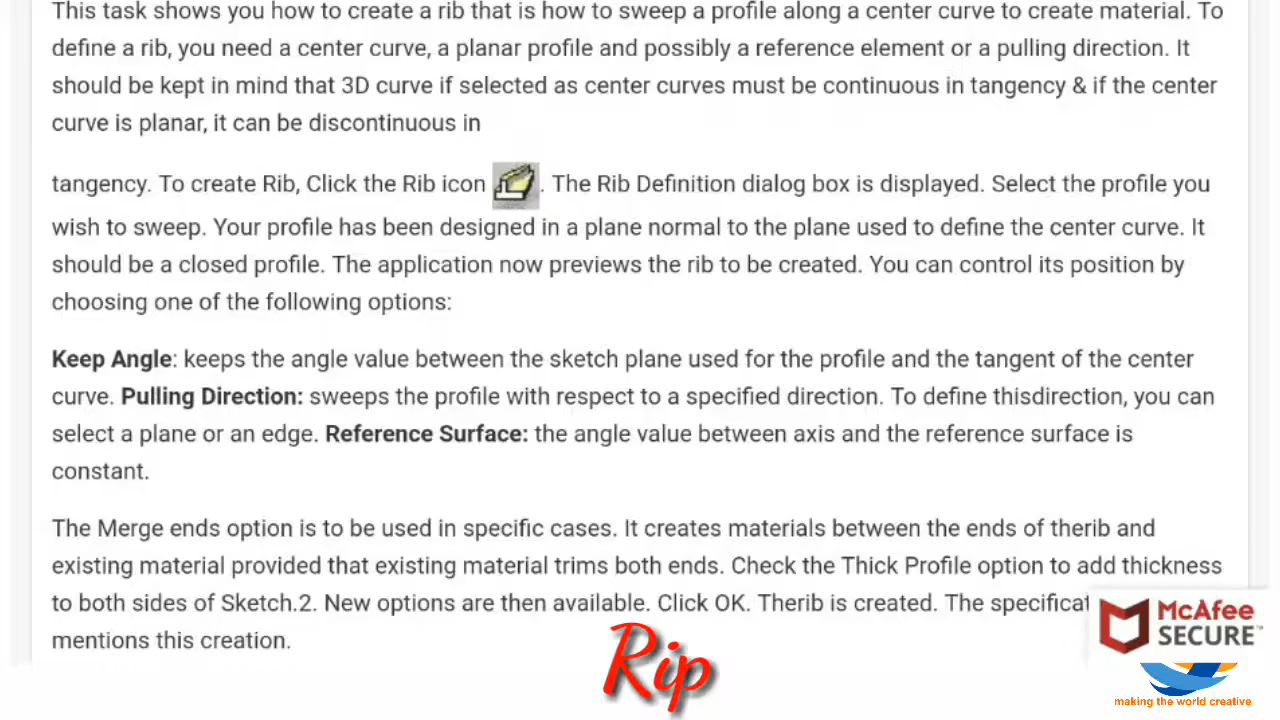 This task shows you how to create a rib that is how to sweep a profile along a center curve to create material. To
define a rib, you need a center curve, a planar profile and possibly a reference element or a pulling direction. It
should be kept in mind that 3D curve if selected as center curves must be continuous in tangency & if the center
curve is planar, it can be discontinuous in
tangency. To create Rib, Click the Rib icon . The Rib Definition dialog box is displayed. Select the profile you
wish to sweep. Your profile has been designed in a plane normal to the plane used to define the center curve. It
should be a closed profile. The application now previews the rib to be created. You can control its position by
choosing one of the following options:
Keep Angle: keeps the angle value between the sketch plane used for the profile and the tangent of the center
curve. Pulling Direction: sweeps the profile with respect to a specified direction. To define thisdirection, you can
select a plane or an edge. Reference Surface: the angle value between axis and the reference surface is
constant.
The Merge ends option is to be used in specific cases. It creates materials between the ends of therib and
existing material provided that existing material trims both ends. Check the Thick Profile option to add thickness
to both sides of Sketch.2. New options are then available. Click OK. Therib is created. The specificat
mentions this creation.
Rip
McAfee
SECURE™
making the world creative